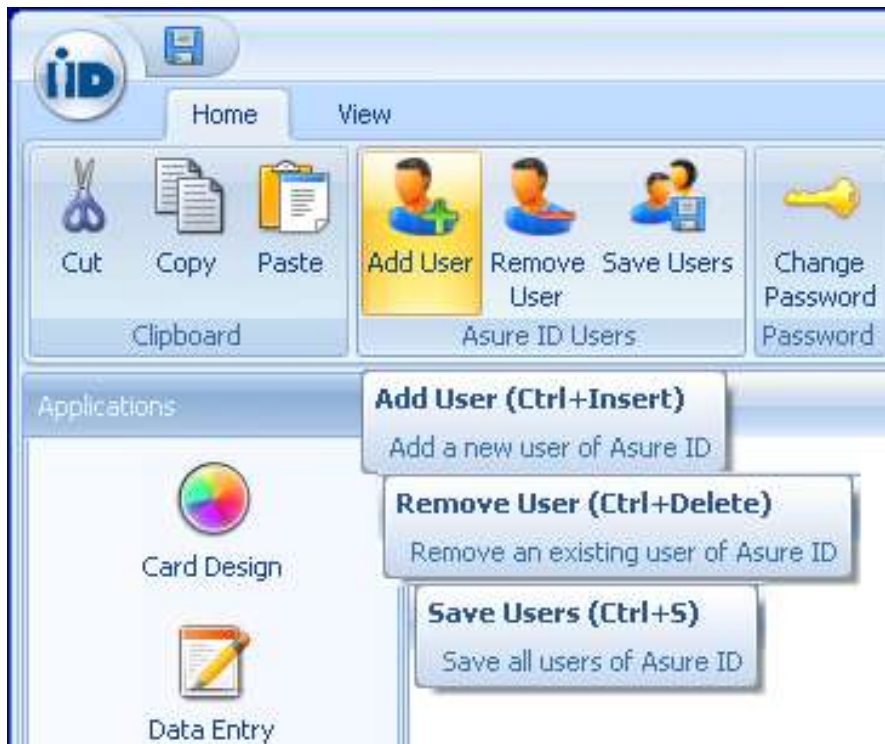 iiD
Home View
Cut Copy Paste Add User Remove User Save Users Change Password
Clipboard Asure ID Users Password
Applications
Add User (Ctrl+Insert)
Add a new user of Asure ID
Remove User (Ctrl+Delete)
Remove an existing user of Asure ID
Card Design
Save Users (Ctrl+S)
Save all users of Asure ID
Data Entry